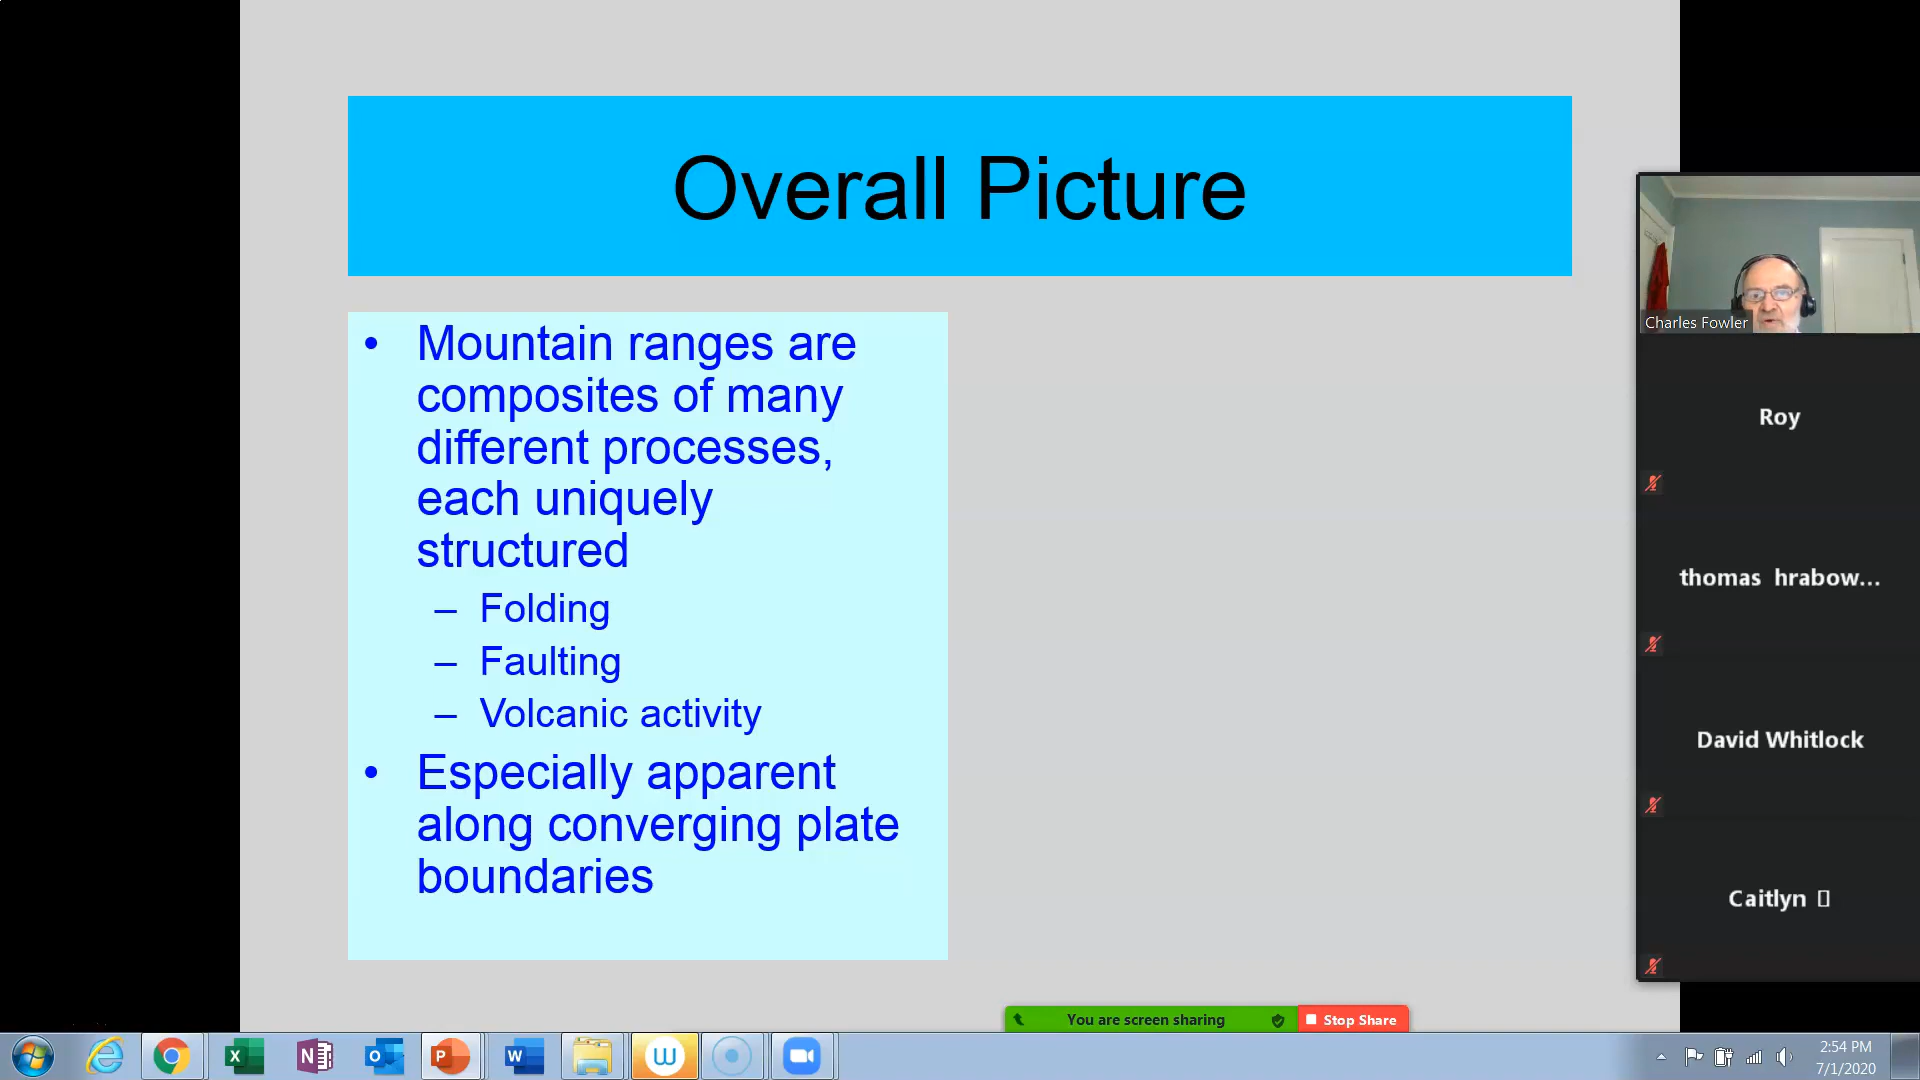 Overall Picture
• Mountain ranges are
composites of many
different processes,
each uniquely
structured
– Folding
– Faulting
– Volcanic activity
• Especially apparent
along converging plate
boundaries
Charles Fowler
Roy
thomas hrabow...
David Whitlock
Caitlyn
You are screen sharing
Stop Share
2:54 PM
7/1/2020